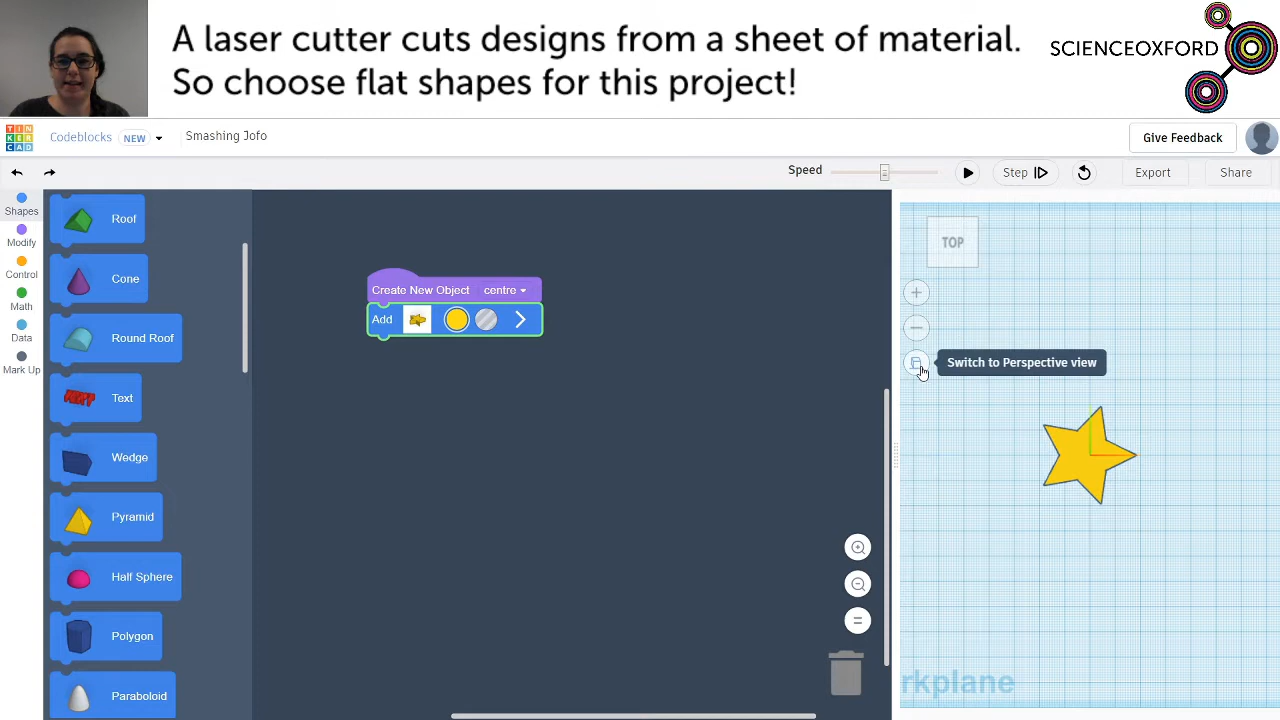 A laser cutter cuts designs from a sheet of material.
So choose flat shapes for this project!
SCIENCEOXFORD
TIN
KER
CAD
Codeblocks NEW
Smashing Jofo
Give Feedback
Speed
Step
Export
Share
Shapes
Modify
Control
Math
Data
Mark Up
Roof
Cone
Round Roof
Text
Wedge
Pyramid
Half Sphere
Polygon
Paraboloid
Create New Object centre
Add
TOP
Switch to Perspective view
rkplane